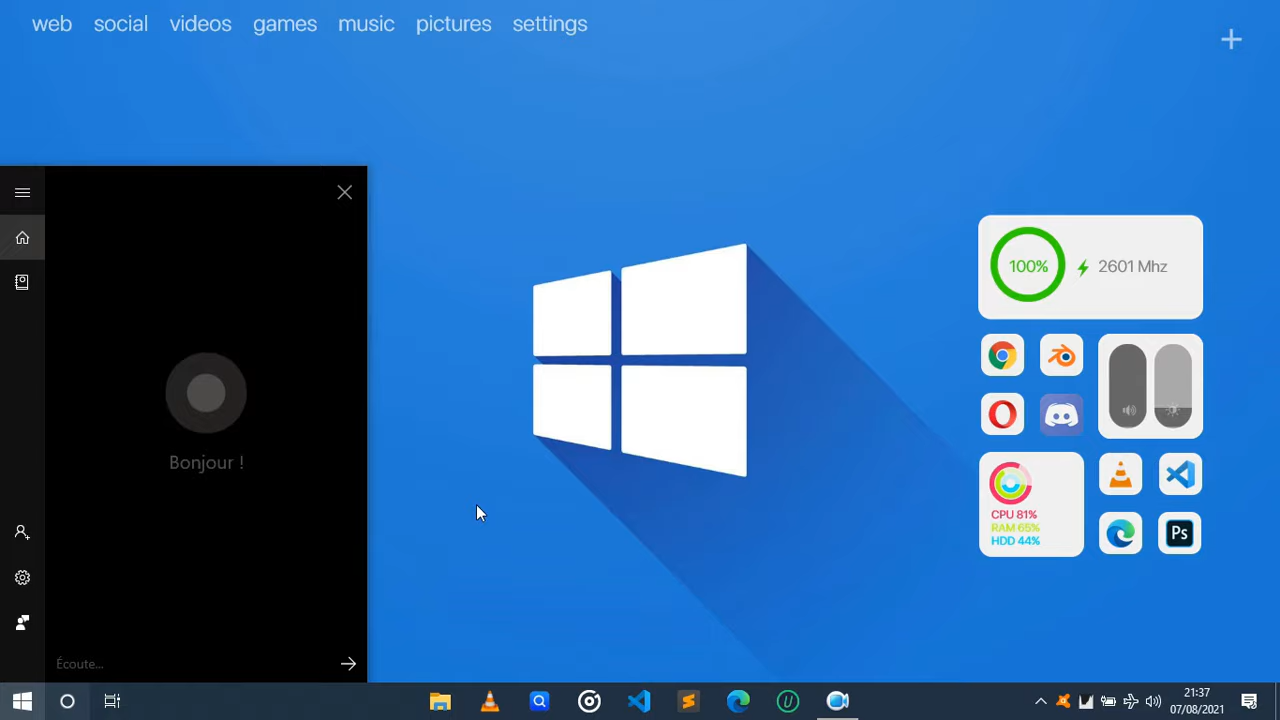 web social videos games music pictures settings
100% 2601 Mhz
Bonjour !
CPU 81%
RAM 65%
HDD 44%
Ps
Écoute...
21:37
07/08/2021